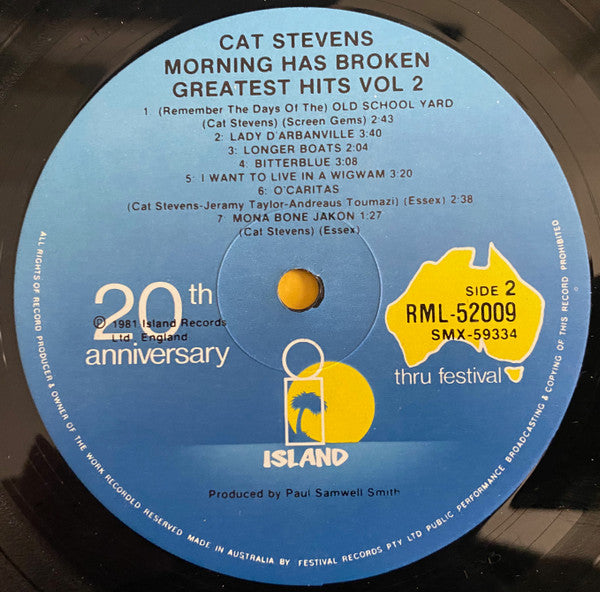 CAT STEVENS
MORNING HAS BROKEN
GREATEST HITS VOL 2
1 (Remember The Days Of The) OLD SCHOOL YARD
(Cat Stevens) (Screen Gems) 2:43
2: LADY D'ARBANVILLE 3:40
3: LONGER BOATS 2:04
4: BITTERBLUE 3:08
5: I WANT TO LIVE IN A WIGWAM 3:20
6: O'CARITAS
(Cat Stevens-Jeramy Taylor-Andreaus Toumazi) (Essex) 2:38
7 MONA BONE JAKON 1:27
(Cat Stevens) (Essex)
20th
anniversary
℗ 1981 Island Records
Ltd. England
SIDE 2
RML-52009
SMX-59334
thru festival
ISLAND
Produced by Paul Samwell Smith
ALL RIGHTS OF RECORD PRODUCER & OWNER OF THE WORK RECORDED RESERVED MADE IN AUSTRALIA BY FESTIVAL RECORDS PTY LTD PUBLIC PERFORMANCE BROADCASTING & COPYING OF THIS RECORD PROHIBITED